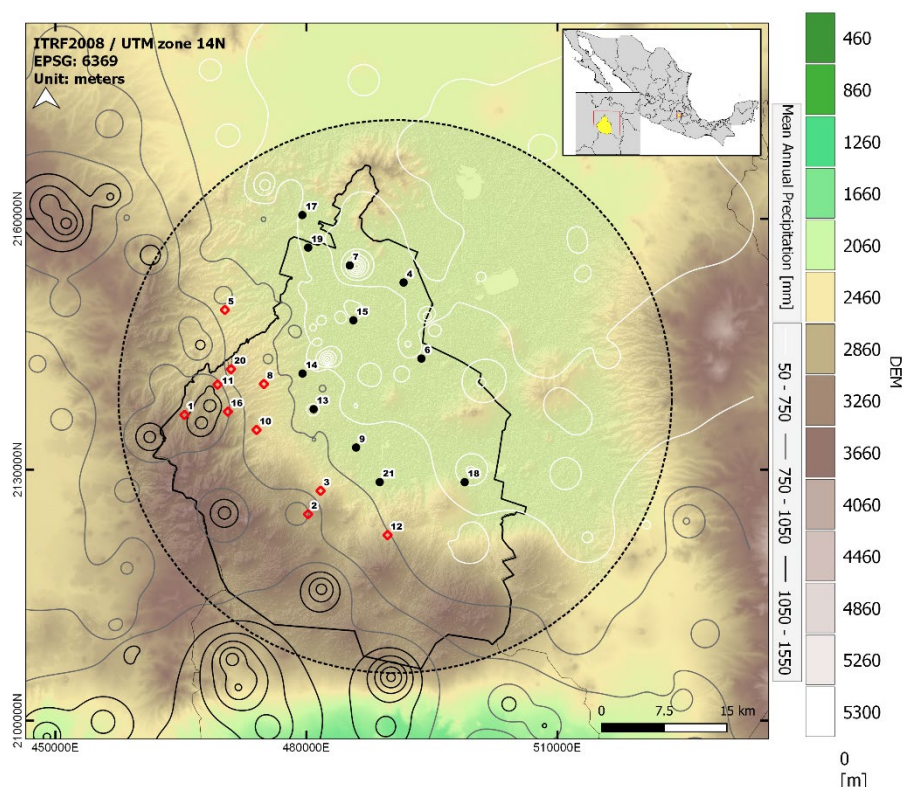 ITRF2008 / UTM zone 14N
EPSG: 6369
Unit: meters
2160000N
2130000N
2100000N
450000E
480000E
510000E
17
19
7
4
5
15
6
20
14
11
8
16
1
13
10
9
3
21
18
2
12
0
7.5
15 km
Mean Annual Precipitation [mm]
50 - 750
750 - 1050
1050 - 1550
460
860
1260
1660
2060
2460
2860
3260
3660
4060
4460
4860
5260
5300
0
[m]
DEM